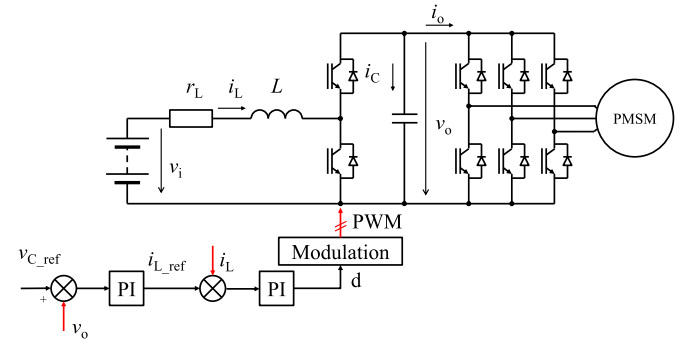 i_o
r_L
i_L
L
i_C
v_i
v_o
PMSM
PWM
Modulation
v_C_ref
i_L_ref
i_L
+
PI
PI
d
v_o